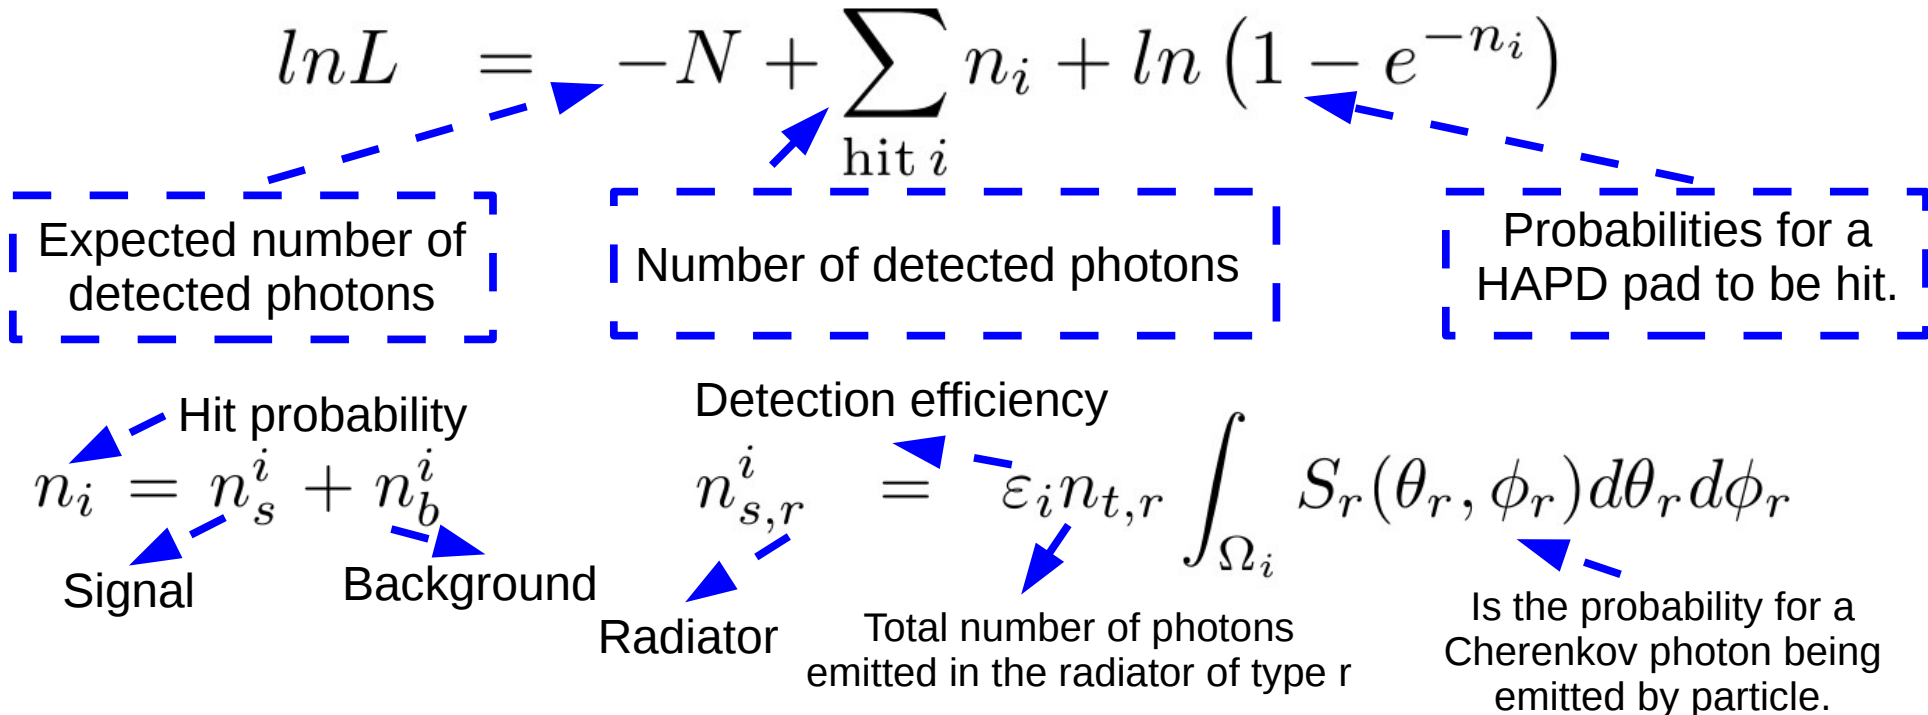 lnL = −N + ∑ n_i + ln (1 − e^{−n_i})
hit i
Expected number of
detected photons
Number of detected photons
Probabilities for a
HAPD pad to be hit.
Hit probability
n_i = n_s^i + n_b^i
Signal
Background
Detection efficiency
n_{s,r}^i = ε_i n_{t,r} ∫_{Ω_i} S_r(θ_r, ϕ_r)dθ_r dϕ_r
Radiator
Total number of photons
emitted in the radiator of type r
Is the probability for a
Cherenkov photon being
emitted by particle.